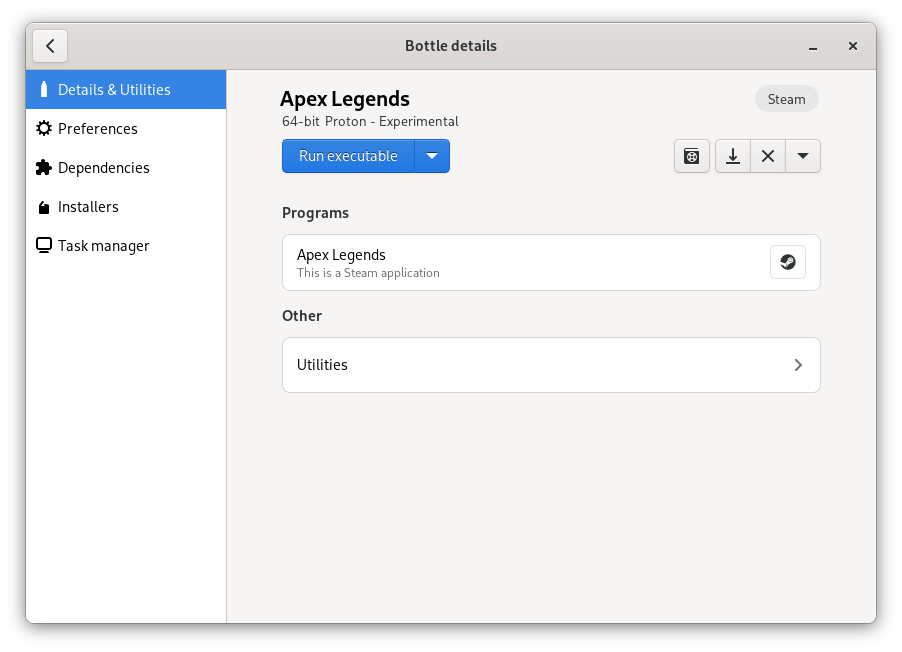 Bottle details
Details & Utilities
Preferences
Dependencies
Installers
Task manager
Apex Legends
Steam
64-bit Proton - Experimental
Run executable
Programs
Apex Legends
This is a Steam application
Other
Utilities